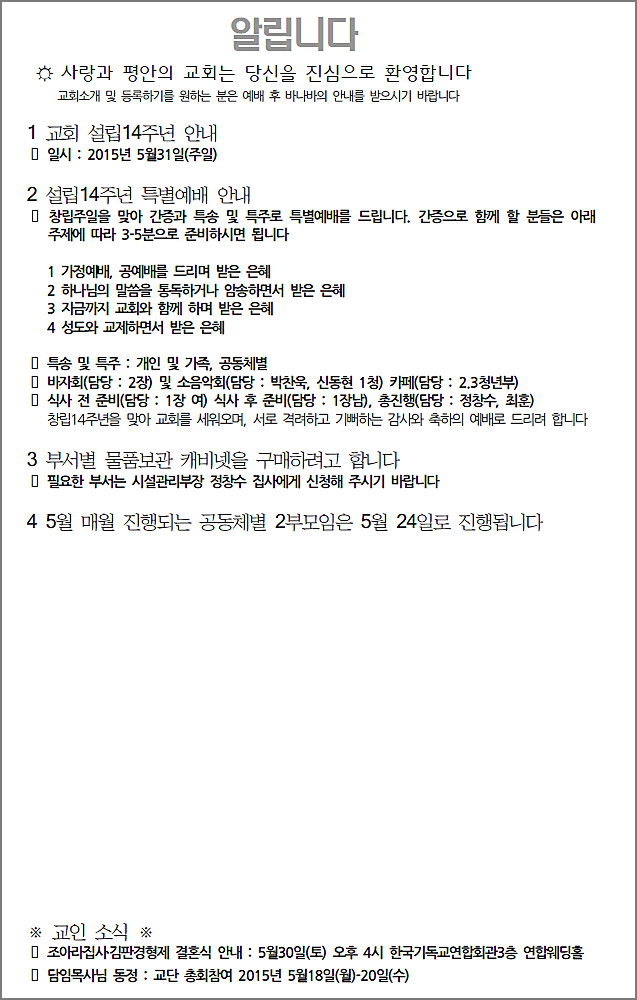 알립니다
☼ 사랑과 평안의 교회는 당신을 진심으로 환영합니다
교회소개 및 등록하기를 원하는 분은 예배 후 바나바의 안내를 받으시기 바랍니다
1 교회 설립14주년 안내
▯ 일시 : 2015년 5월31일(주일)
2 설립14주년 특별예배 안내
▯ 창립주일을 맞아 간증과 특송 및 특주로 특별예배를 드립니다. 간증으로 함께 할 분들은 아래
주제에 따라 3-5분으로 준비하시면 됩니다
1 가정예배, 공예배를 드리며 받은 은혜
2 하나님의 말씀을 통독하거나 암송하면서 받은 은혜
3 지금까지 교회와 함께 하며 받은 은혜
4 성도와 교제하면서 받은 은혜
▯ 특송 및 특주 : 개인 및 가족, 공동체별
▯ 바자회(담당 : 2장) 및 소음악회(담당 : 박찬욱, 신동현 1청) 카페(담당 : 2.3청년부)
▯ 식사 전 준비(담당 : 1장 여) 식사 후 준비(담당 : 1장남), 총진행(담당 : 정창수, 최훈)
창립14주년을 맞아 교회를 세워오며, 서로 격려하고 기뻐하는 감사와 축하의 예배로 드리려 합니다
3 부서별 물품보관 캐비넷을 구매하려고 합니다
▯ 필요한 부서는 시설관리부장 정창수 집사에게 신청해 주시기 바랍니다
4 5월 매월 진행되는 공동체별 2부모임은 5월 24일로 진행됩니다
※ 교인 소식 ※
▯ 조아라집사·김판경형제 결혼식 안내 : 5월30일(토) 오후 4시 한국기독교연합회관3층 연합웨딩홀
▯ 담임목사님 동정 : 교단 총회참여 2015년 5월18일(월)-20일(수)